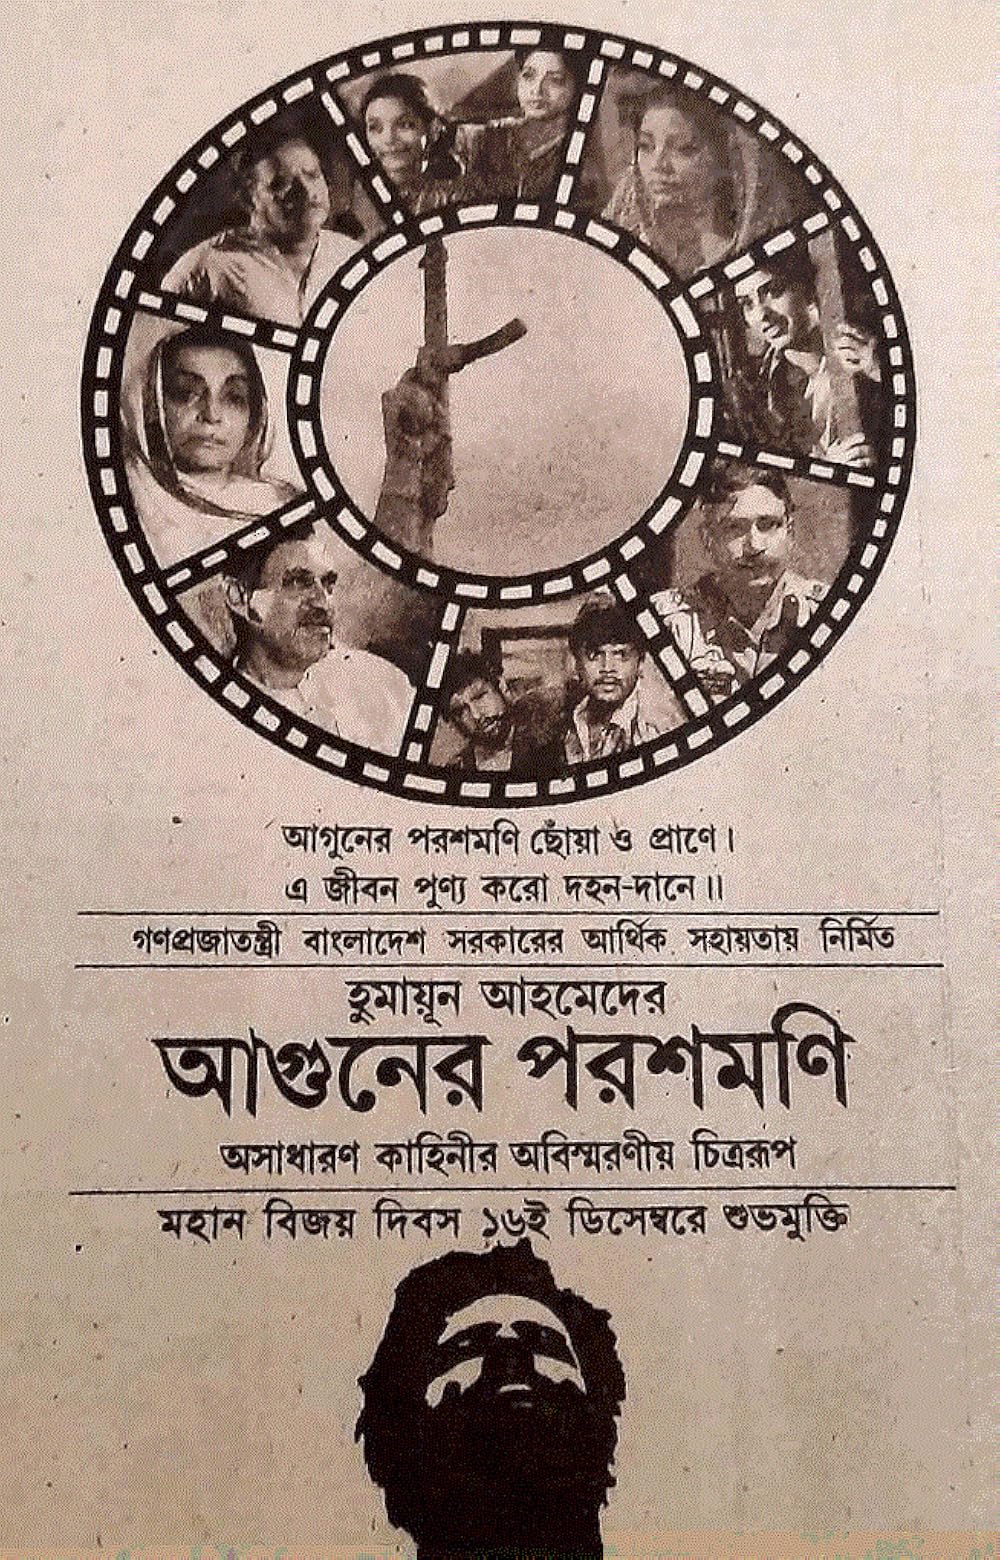 আগুনের পরশমণি ছোঁয়া ও প্রাণে।
এ জীবন পুণ্য করো দহন-দানে॥
গণপ্রজাতন্ত্রী বাংলাদেশ সরকারের আর্থিক সহায়তায় নির্মিত
হুমায়ূন আহমেদের
আগুনের পরশমণি
অসাধারণ কাহিনীর অবিস্মরণীয় চিত্ররূপ
মহান বিজয় দিবস ১৬ই ডিসেম্বরে শুভমুক্তি